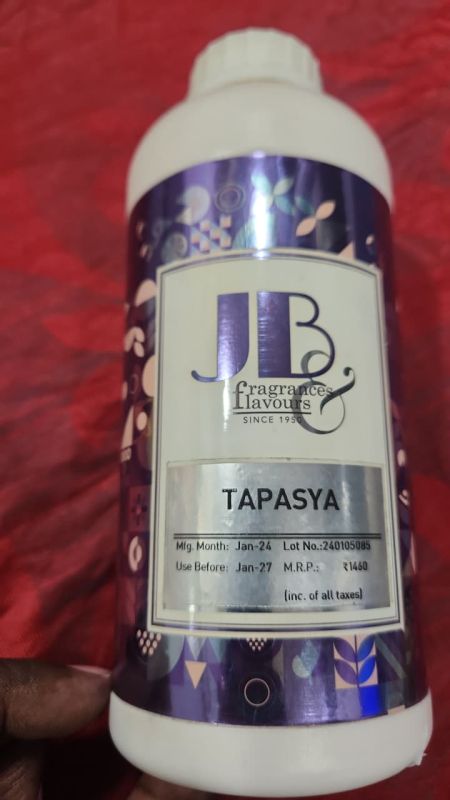 JB
fragrances &
flavours
SINCE 1950
TAPASYA
Mfg. Month: Jan-24 Lot No.:240105085
Use Before: Jan-27 M.R.P.: ₹1460
(inc. of all taxes)